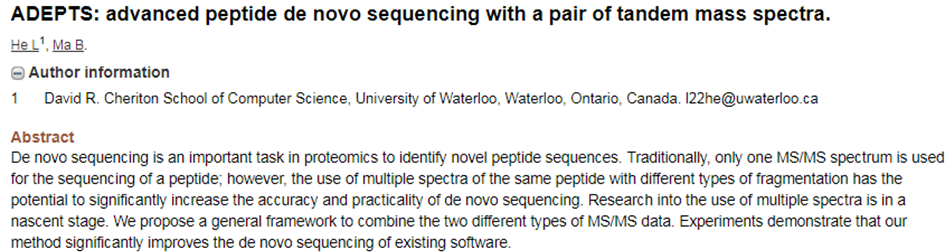 ADEPTS: advanced peptide de novo sequencing with a pair of tandem mass spectra.
He L1, Ma B.
Author information
1 David R. Cheriton School of Computer Science, University of Waterloo, Waterloo, Ontario, Canada. l22he@uwaterloo.ca
Abstract
De novo sequencing is an important task in proteomics to identify novel peptide sequences. Traditionally, only one MS/MS spectrum is used
for the sequencing of a peptide; however, the use of multiple spectra of the same peptide with different types of fragmentation has the
potential to significantly increase the accuracy and practicality of de novo sequencing. Research into the use of multiple spectra is in a
nascent stage. We propose a general framework to combine the two different types of MS/MS data. Experiments demonstrate that our
method significantly improves the de novo sequencing of existing software.